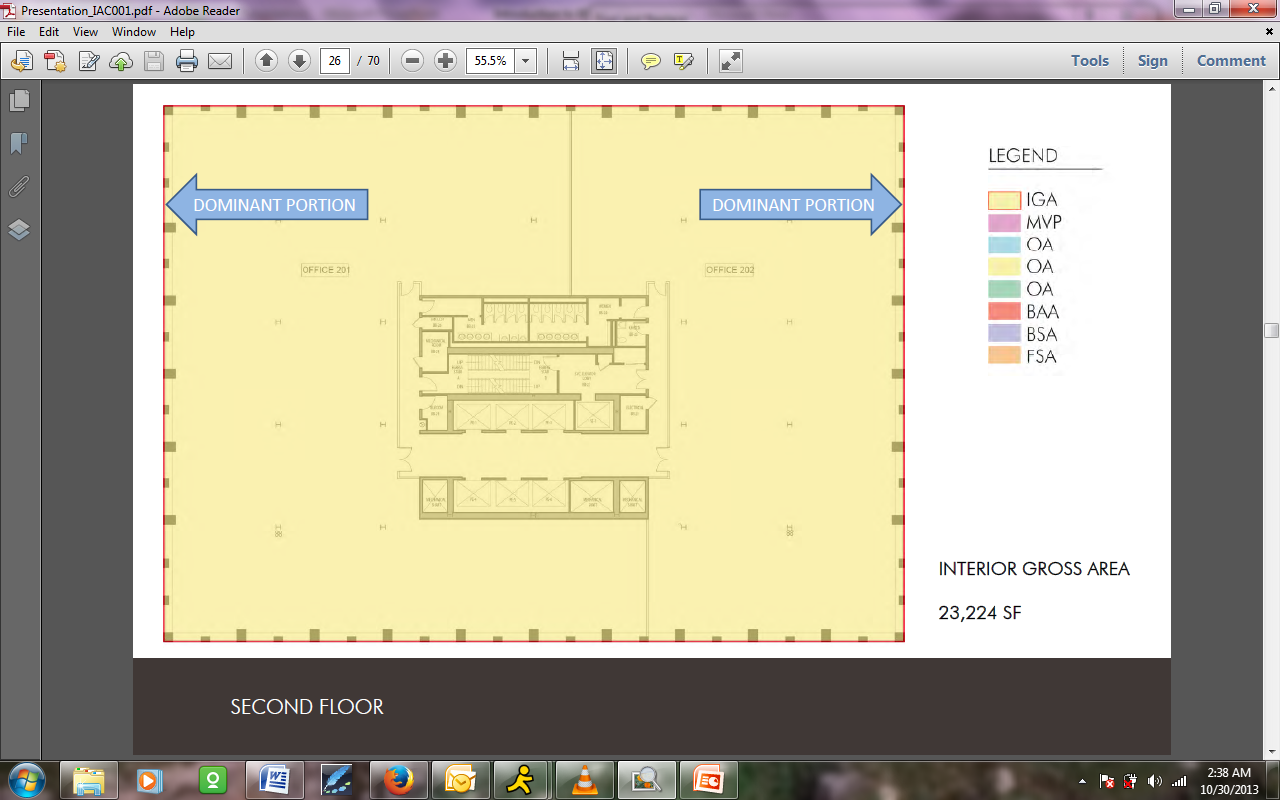 Presentation_IAC001.pdf - Adobe Reader
File Edit View Window Help
26 / 70 55.5% Tools Sign Comment
LEGEND
IGA
MVP
OA
OA
OA
BAA
BSA
FSA
DOMINANT PORTION DOMINANT PORTION
OFFICE 201 OFFICE 202
INTERIOR GROSS AREA
23,224 SF
SECOND FLOOR
2:38 AM
10/30/2013